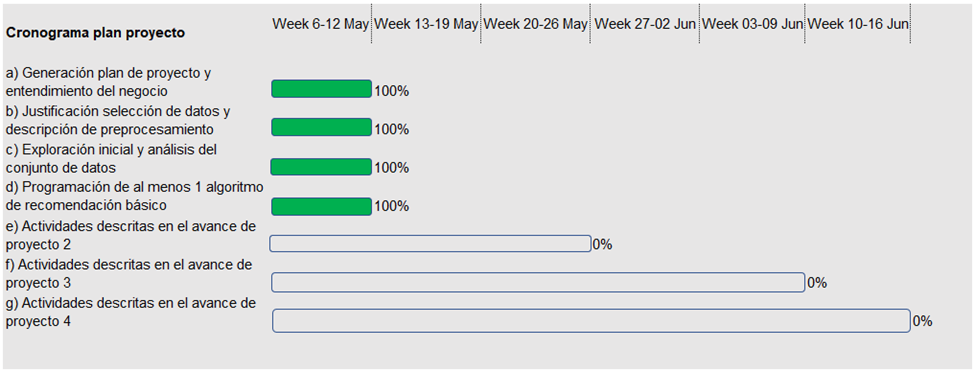 Cronograma plan proyecto
Week 6-12 May Week 13-19 May Week 20-26 May Week 27-02 Jun Week 03-09 Jun Week 10-16 Jun
a) Generación plan de proyecto y
entendimiento del negocio
100%
b) Justificación selección de datos y
descripción de preprocesamiento
100%
c) Exploración inicial y análisis del
conjunto de datos
100%
d) Programación de al menos 1 algoritmo
de recomendación básico
100%
e) Actividades descritas en el avance de
proyecto 2
0%
f) Actividades descritas en el avance de
proyecto 3
0%
g) Actividades descritas en el avance de
proyecto 4
0%